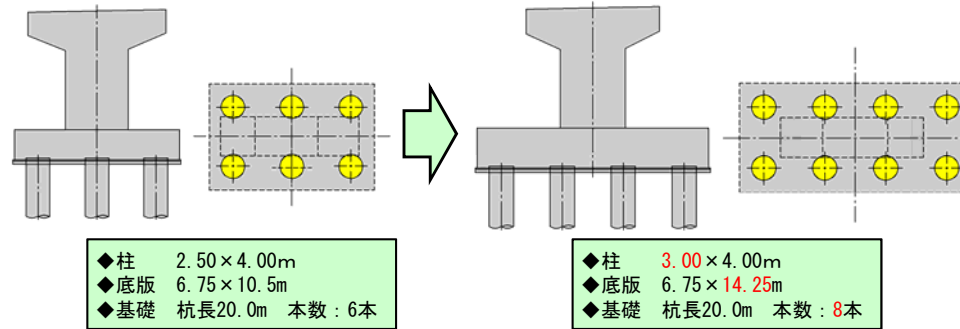 ◆柱 2.50×4.00m
◆底版 6.75×10.5m
◆基礎 杭長20.0m 本数：6本
◆柱 3.00×4.00m
◆底版 6.75×14.25m
◆基礎 杭長20.0m 本数：8本